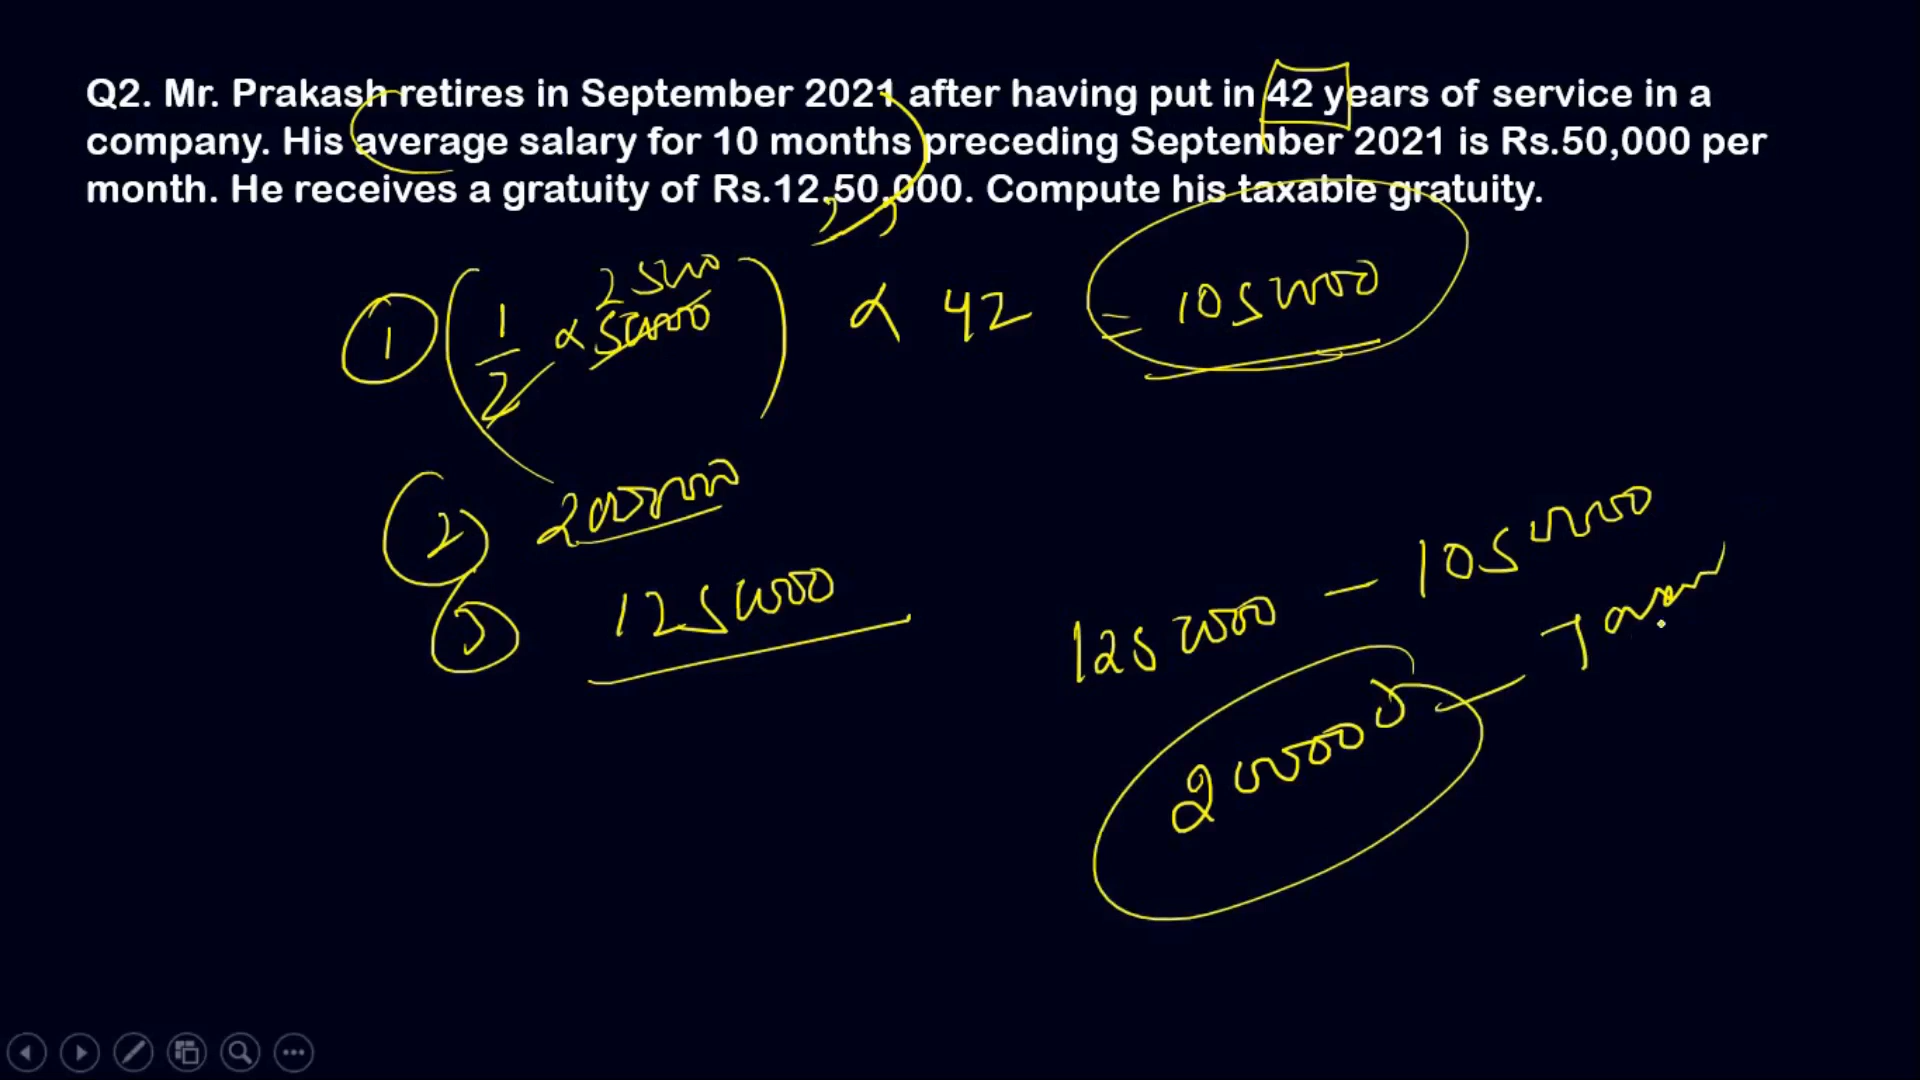 Q2. Mr. Prakash retires in September 2021 after having put in 42 years of service in a
company. His average salary for 10 months preceding September 2021 is Rs.50,000 per
month. He receives a gratuity of Rs.12,50,000. Compute his taxable gratuity.
25000
1 ( 1/2 × 50000 ) × 42 = 1050000
2 2000000
3 1250000
1250000 - 1050000
200000 -